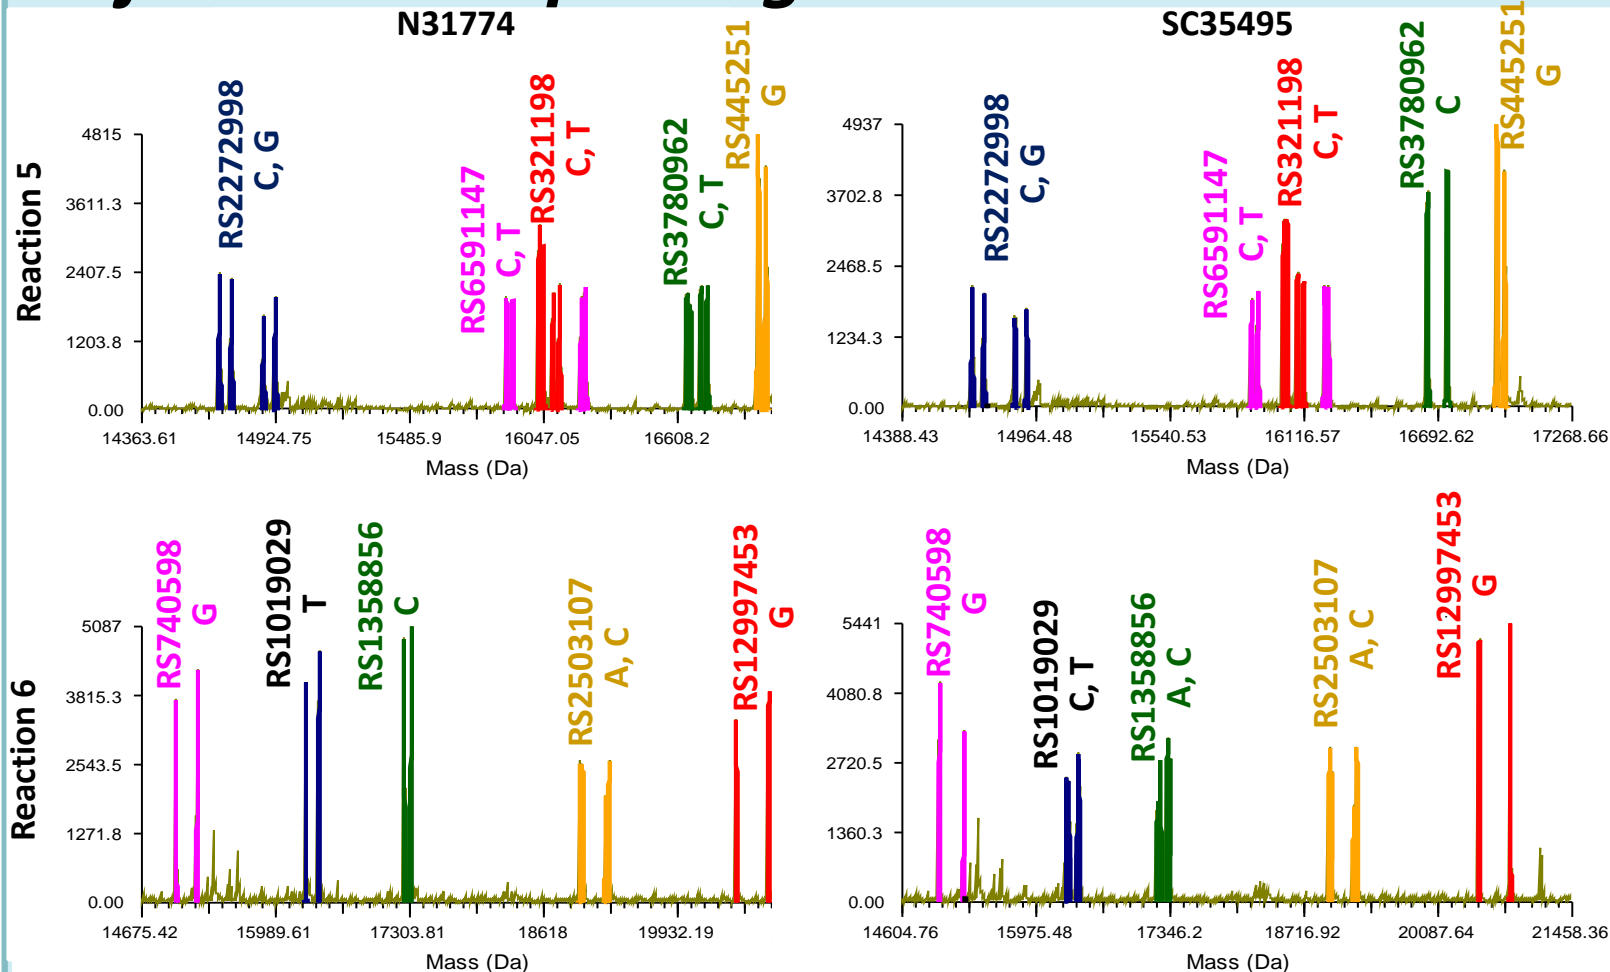 N31774
SC35495
Reaction 5
4815
3611.3
2407.5
1203.8
0.00
14363.61
14924.75
15485.9
16047.05
16608.2
Mass (Da)
RS2272998
C, G
RS6591147
C, T
RS321198
C, T
RS3780962
C, T
RS445251
G
4937
3702.8
2468.5
1234.3
0.00
14388.43
14964.48
15540.53
16116.57
16692.62
17268.66
Mass (Da)
RS2272998
C, G
RS6591147
C, T
RS321198
C, T
RS3780962
C
RS445251
G
Reaction 6
5087
3815.3
2543.5
1271.8
0.00
14675.42
15989.61
17303.81
18618
19932.19
Mass (Da)
RS740598
G
RS1019029
T
RS1358856
C
RS2503107
A, C
RS12997453
G
5441
4080.8
2720.5
1360.3
0.00
14604.76
15975.48
17346.2
18716.92
20087.64
21458.36
Mass (Da)
RS740598
G
RS1019029
C, T
RS1358856
A, C
RS2503107
A, C
RS12997453
G